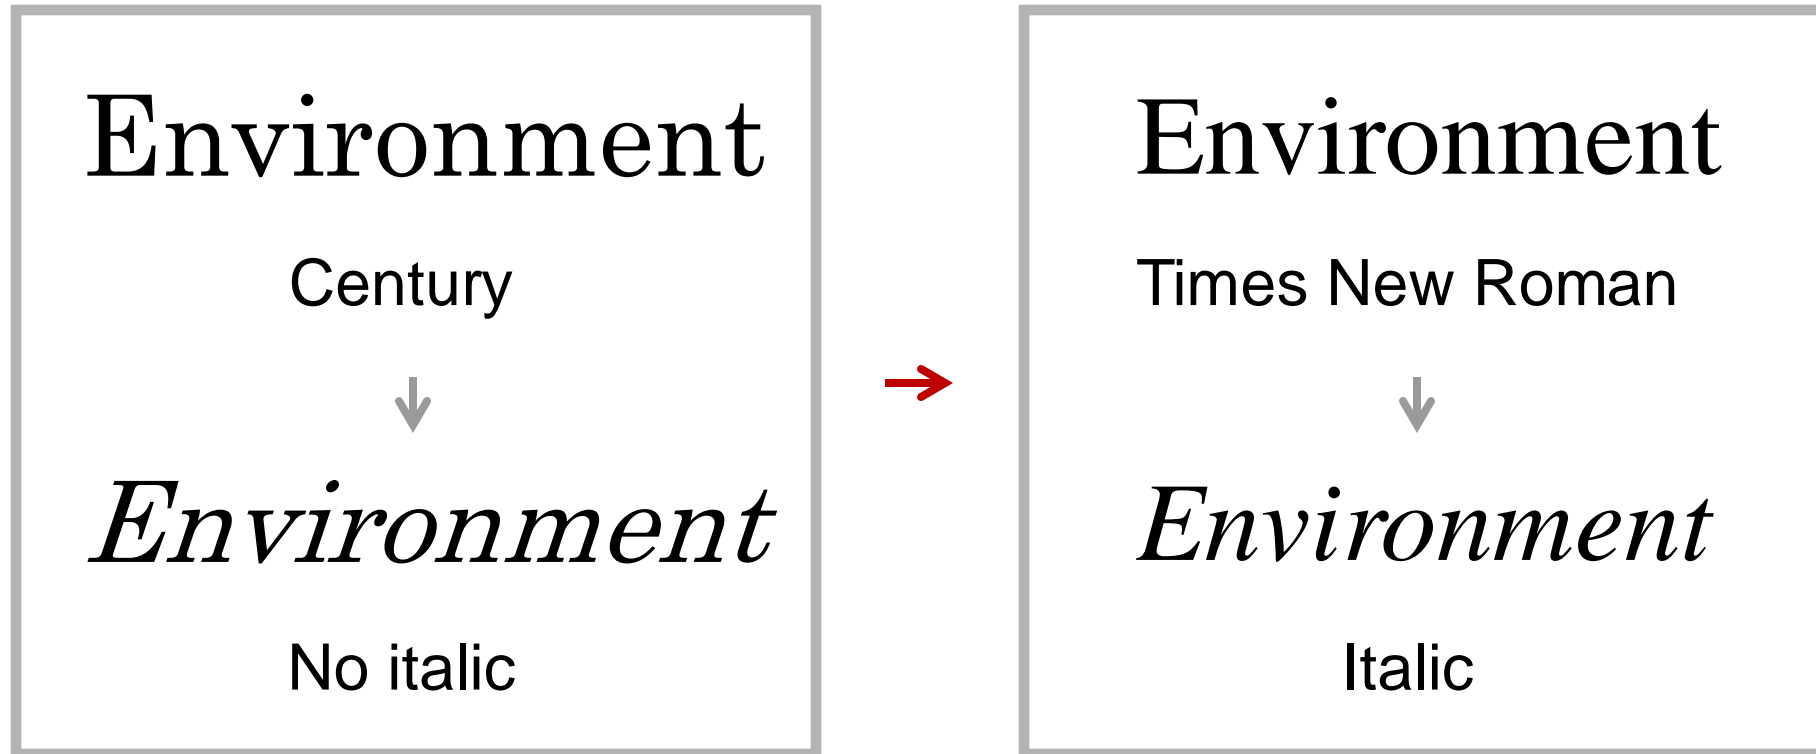 Environment
Century
Environment
No italic
Environment
Times New Roman
Environment
Italic